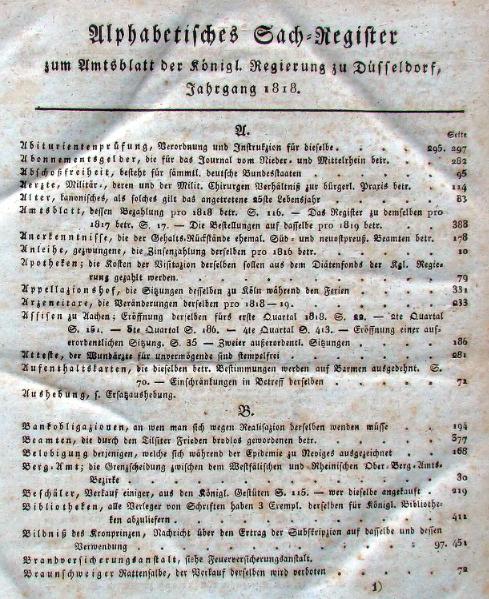 Alphabetisches Sach-Register
zum Amtsblatt der Königl. Regierung zu Düsseldorf,
Jahrgang 1818.
A.
Seite
Abiturientenprüfung, Verordnung und Instrukzion für dieselbe. 295. 297
Abonnementsgelder, die für das Journal vom Nieder- und Mittelrhein betr. 282
Abschoßfreiheit, besteht für sämmtl. deutsche Bundesstaaten 95
Aerzte, Militär-, deren und der Milit. Chirurgen Verhältniß zur bürgerl. Praxis betr. 114
Alter, kanonisches, als solches gilt das angetretene 25ste Lebensjahr 83
Amtsblatt, dessen Bezahlung pro 1818 betr. S. 116. — Das Register zu demselben pro
1817 betr. S. 17. — Die Bestellungen auf dasselbe pro 1819 betr. 388
Anerkenntnisse, die der Gehalts-Rückstände ehemal. Süd- und neuostpreuß. Beamten betr. 178
Anleihe, gezwungene, die Zinsenzahlung derselben pro 1816 betr. 10
Apotheken; die Kosten der Visitazion derselben sollen aus dem Diätenfonds der Kgl. Regie-
rung gezahlt werden. 79
Appellazionshof, die Sitzungen desselben zu Köln während den Ferien 331
Arzeneitare, die Veränderungen derselben pro 1818—19. 233
Assisen zu Aachen; Eröffnung derselben fürs erste Quartal 1818. S. 22. — 2te Quartal
S. 151. — 3te Quartal S. 186. — 4te Quartal S. 413. — Eröffnung einer auß-
erordentlichen Sitzung. S. 35 — Zweier außerordentl. Sitzungen 186
Atteste, der Wundärzte für unvermögende sind stempelfrei 281
Aufenthaltskarten, die dieselben betr. Bestimmungen werden auf Barmen ausgedehnt. S.
70. — Einschränkungen in Betreff derselben 72
Aushebung, s. Ersatzaushebung.
B.
Bankobligazionen, an wen man sich wegen Realisazion derselben wenden müsse 194
Beamten, die durch den Tilsiter Frieden brodlos gewordenen betr. 377
Belobigung derjenigen, welche sich während der Epidemie zu Neviges ausgezeichnet 168
Berg-Amt; die Grenzscheidung zwischen dem Westfälischen und Rheinischen Ober-Berg-Amts-
Bezirke 30
Beschäler, Verkauf einiger, aus den Königl. Gestüten S. 115. — wer dieselbe angekauft 219
Bibliotheken, alle Verleger von Schriften haben 3 Exempl. derselben für Königl. Bibliothe-
ken abzuliefern 411
Bildniß des Kronprinzen, Nachricht über den Ertrag der Subskripzion auf dasselbe und dessen
Verwendung 97. 451
Brandversicherungsanstalt, siehe Feuerversicherungsanstalt.
Braunschweiger Rattenfalbe, der Verkauf derselben wird verboten 72
1)